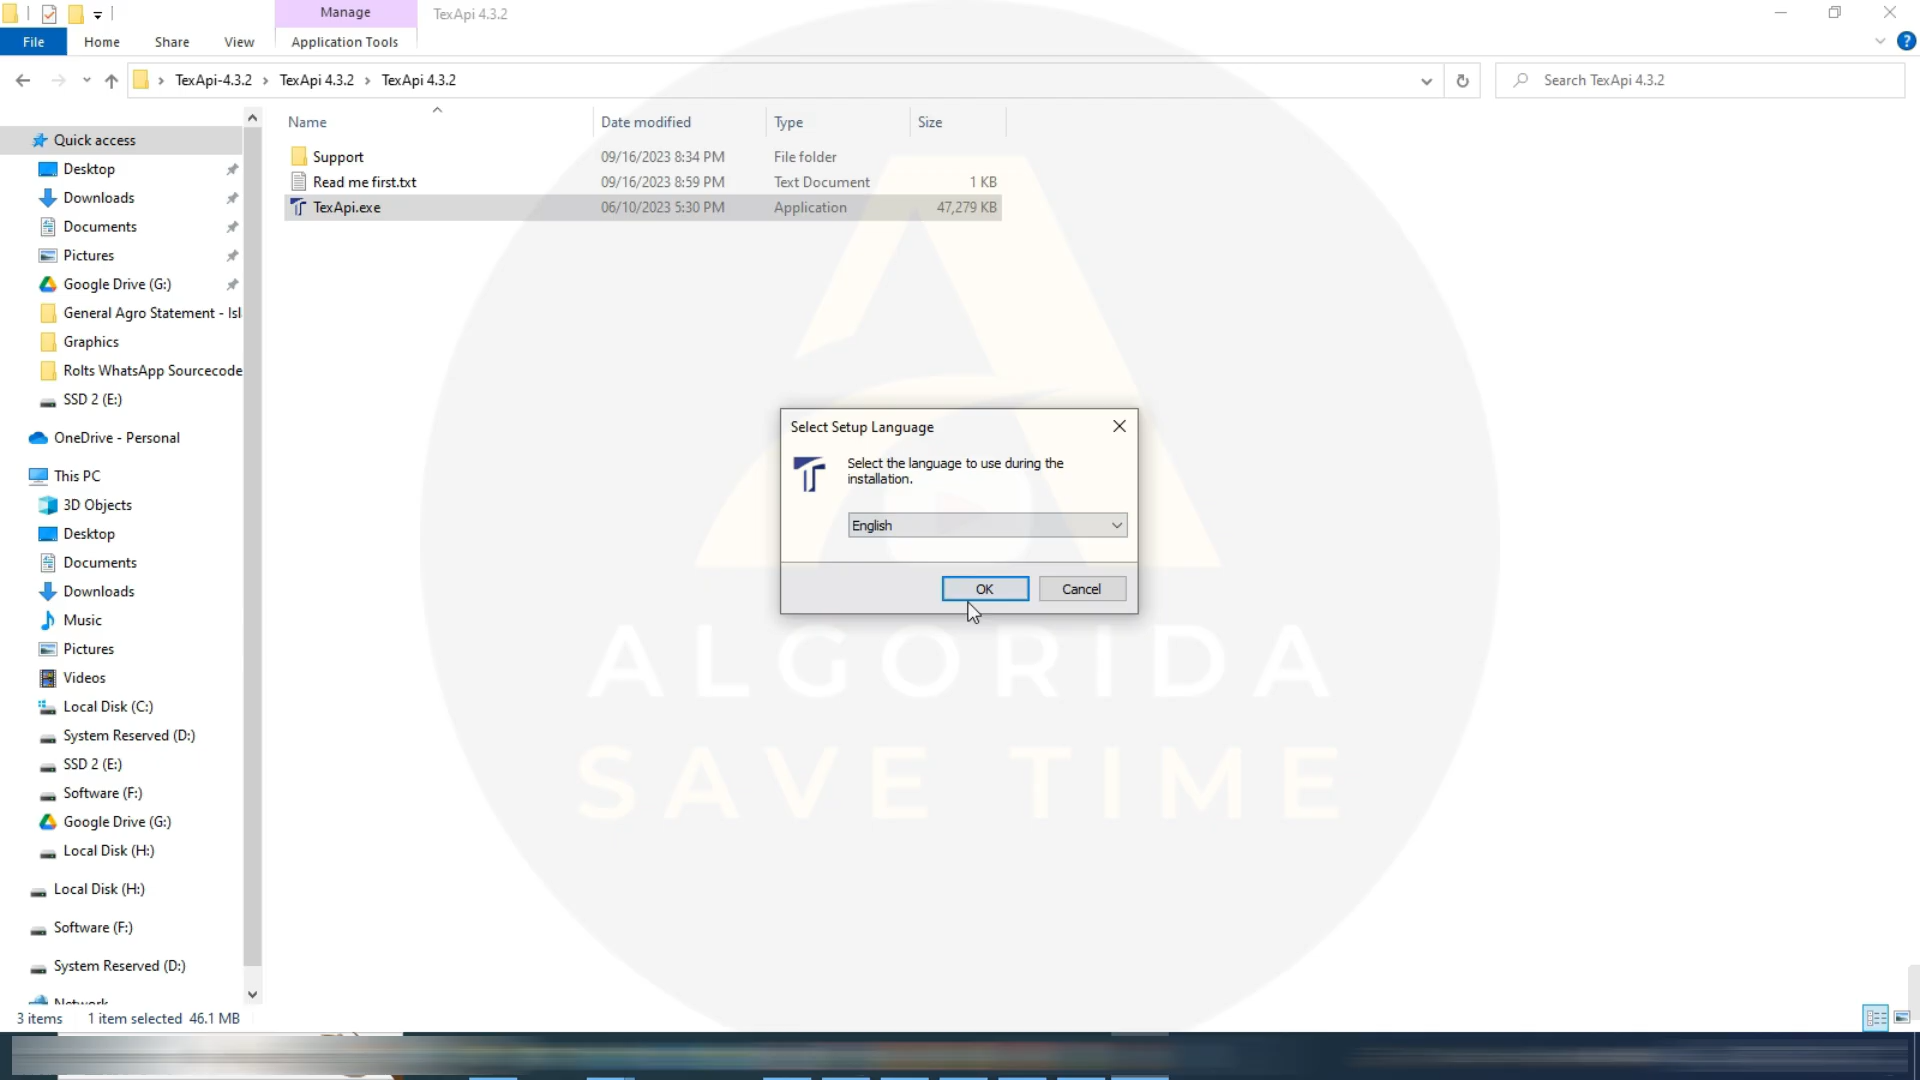 Manage
TexApi 4.3.2
File
Home
Share
View
Application Tools
TexApi-4.3.2
TexApi 4.3.2
TexApi 4.3.2
Search TexApi 4.3.2
Name
Date modified
Type
Size
Support
09/16/2023 8:34 PM
File folder
Read me first.txt
09/16/2023 8:59 PM
Text Document
1 KB
TexApi.exe
06/10/2023 5:30 PM
Application
47,279 KB
Quick access
Desktop
Downloads
Documents
Pictures
Google Drive (G:)
General Agro Statement - Isl
Graphics
Rolts WhatsApp Sourcecode
SSD 2 (E:)
OneDrive - Personal
This PC
3D Objects
Desktop
Documents
Downloads
Music
Pictures
Videos
Local Disk (C:)
System Reserved (D:)
SSD 2 (E:)
Software (F:)
Google Drive (G:)
Local Disk (H:)
Local Disk (H:)
Software (F:)
System Reserved (D:)
Network
Select Setup Language
Select the language to use during the
installation.
English
OK
Cancel
ALGORIDA
SAVE TIME
3 items
1 item selected 46.1 MB